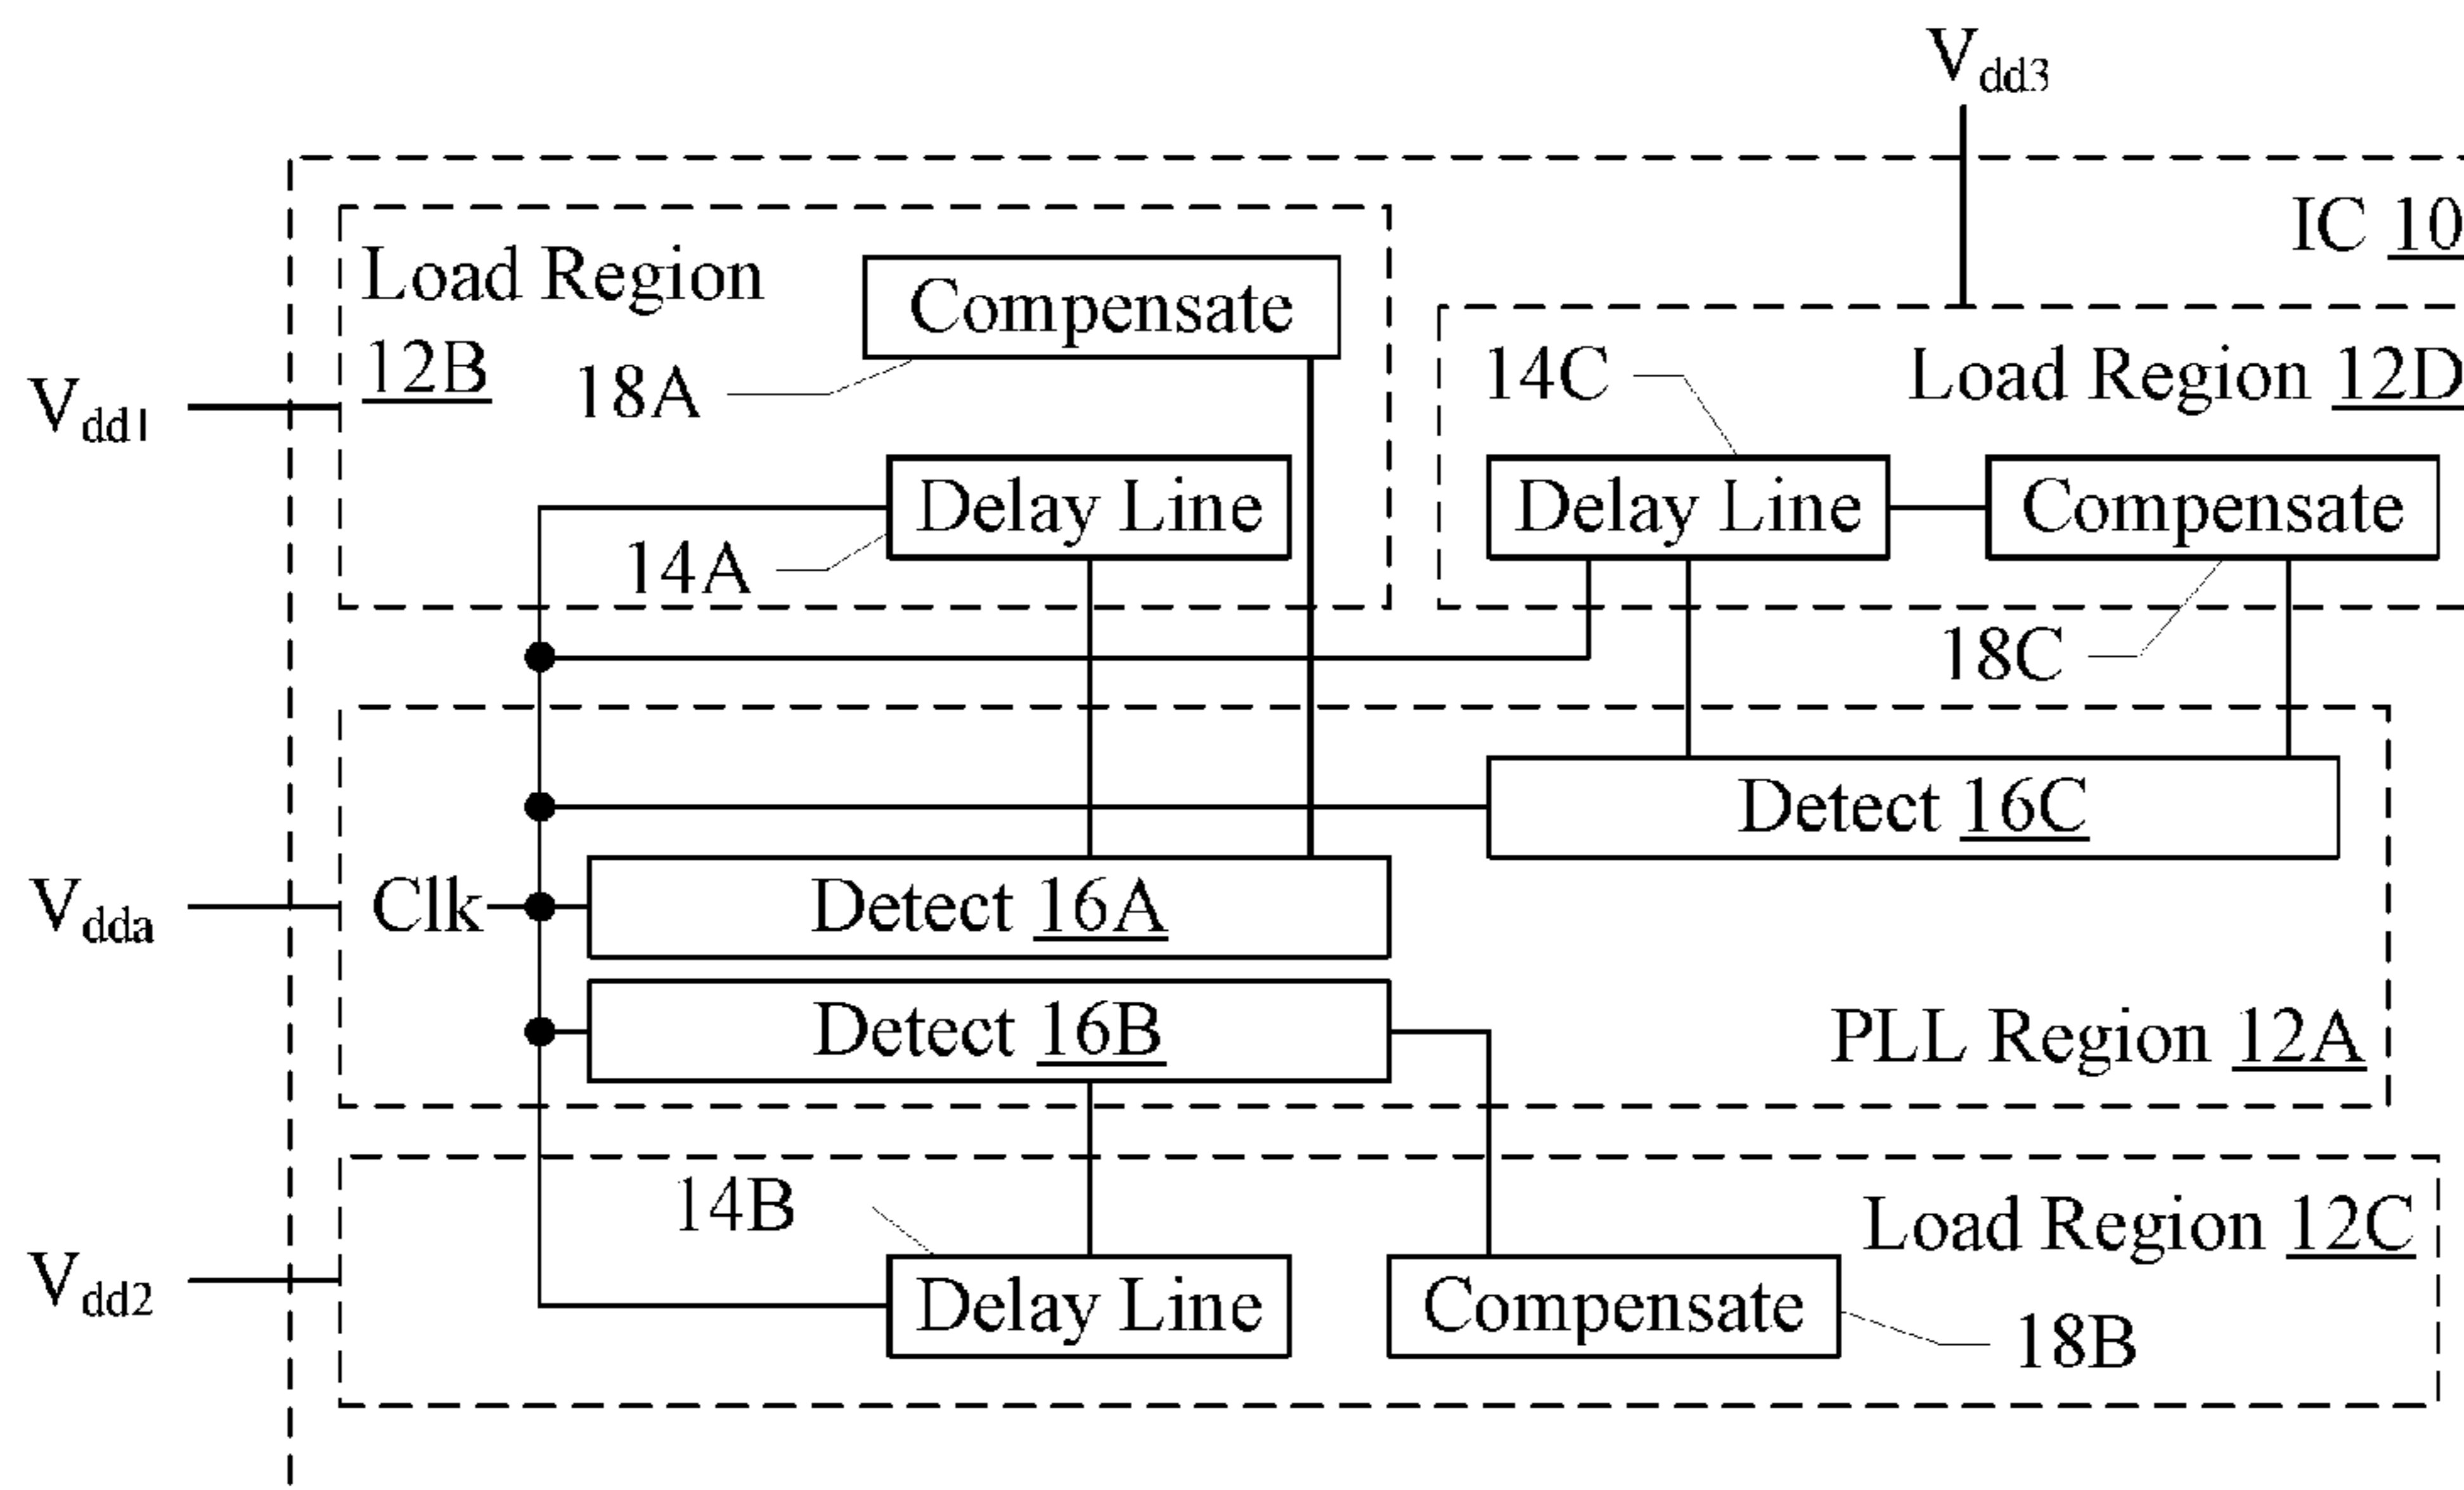 Vdd3
IC 10
Load Region
12B
Compensate
18A
Vdd1
14C
Load Region 12D
Delay Line
14A
Delay Line
Compensate
18C
Detect 16C
Vdda
Clk
Detect 16A
Detect 16B
PLL Region 12A
14B
Load Region 12C
Vdd2
Delay Line
Compensate
18B